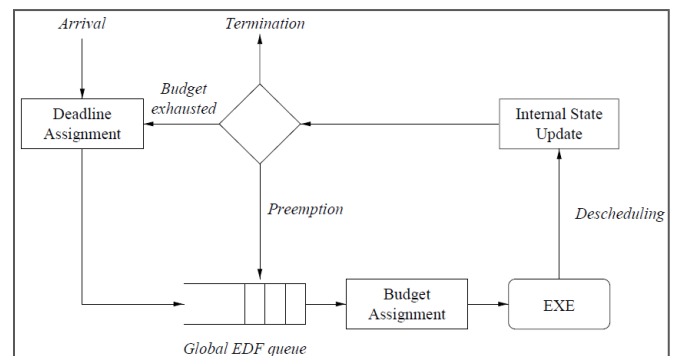 Arrival
Termination
Budget
exhausted
Deadline
Assignment
Internal State
Update
Preemption
Descheduling
Budget
Assignment
EXE
Global EDF queue